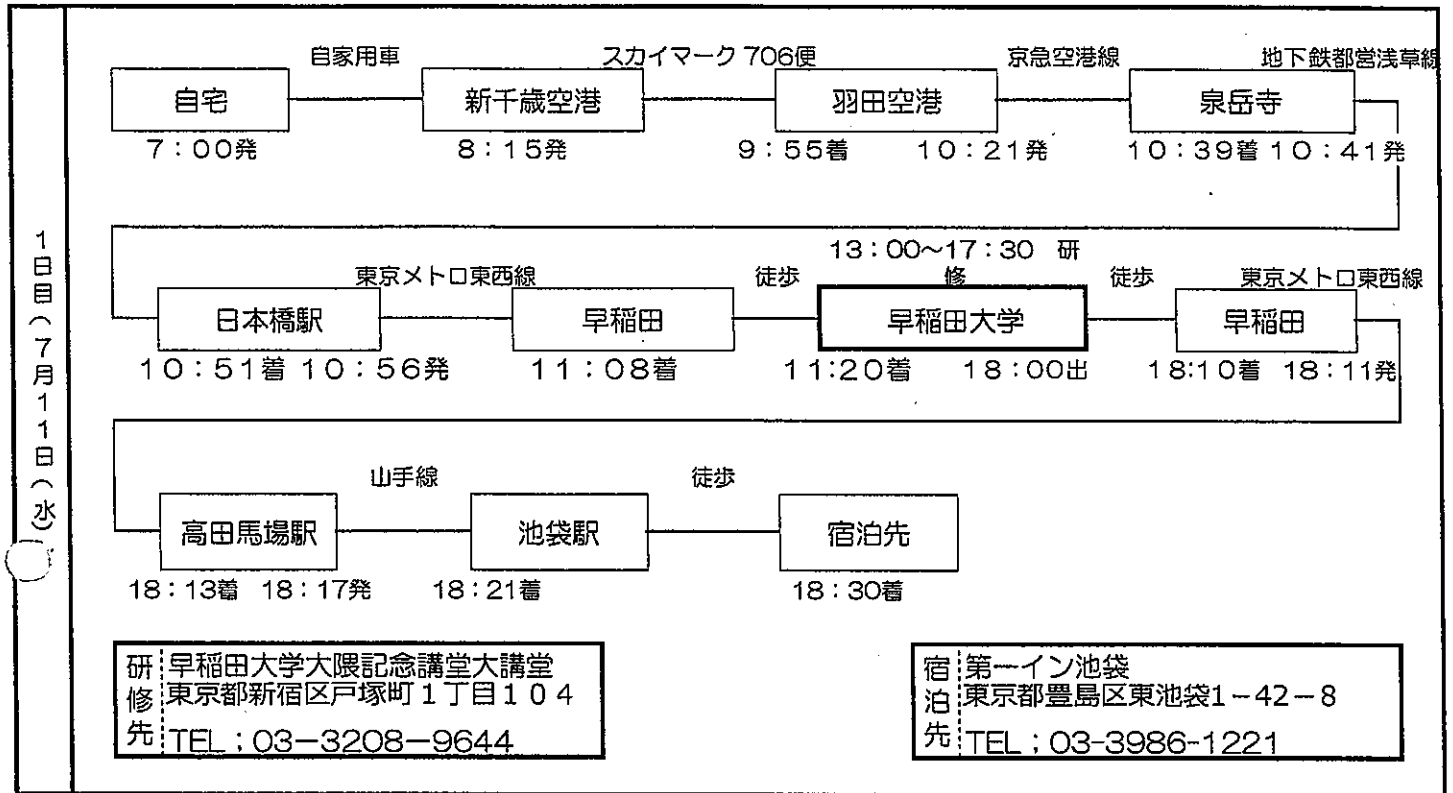 自家用車 スカイマーク 706便 京急空港線 地下鉄都営浅草線
自宅 新千歳空港 羽田空港 泉岳寺
7:00発 8:15発 9:55着 10:21発 10:39着 10:41発
13:00~17:30 研
東京メトロ東西線 徒歩 修 徒歩 東京メトロ東西線
日本橋駅 早稲田 早稲田大学 早稲田
10:51着 10:56発 11:08着 11:20着 18:00出 18:10着 18:11発
1日目(7月11日(水)
山手線 徒歩
高田馬場駅 池袋駅 宿泊先
18:13着 18:17発 18:21着 18:30着
研修先
早稲田大学大隈記念講堂大講堂
東京都新宿区戸塚町1丁目104
TEL;03-3208-9644
宿泊先
第一イン池袋
東京都豊島区東池袋1-42-8
TEL;03-3986-1221